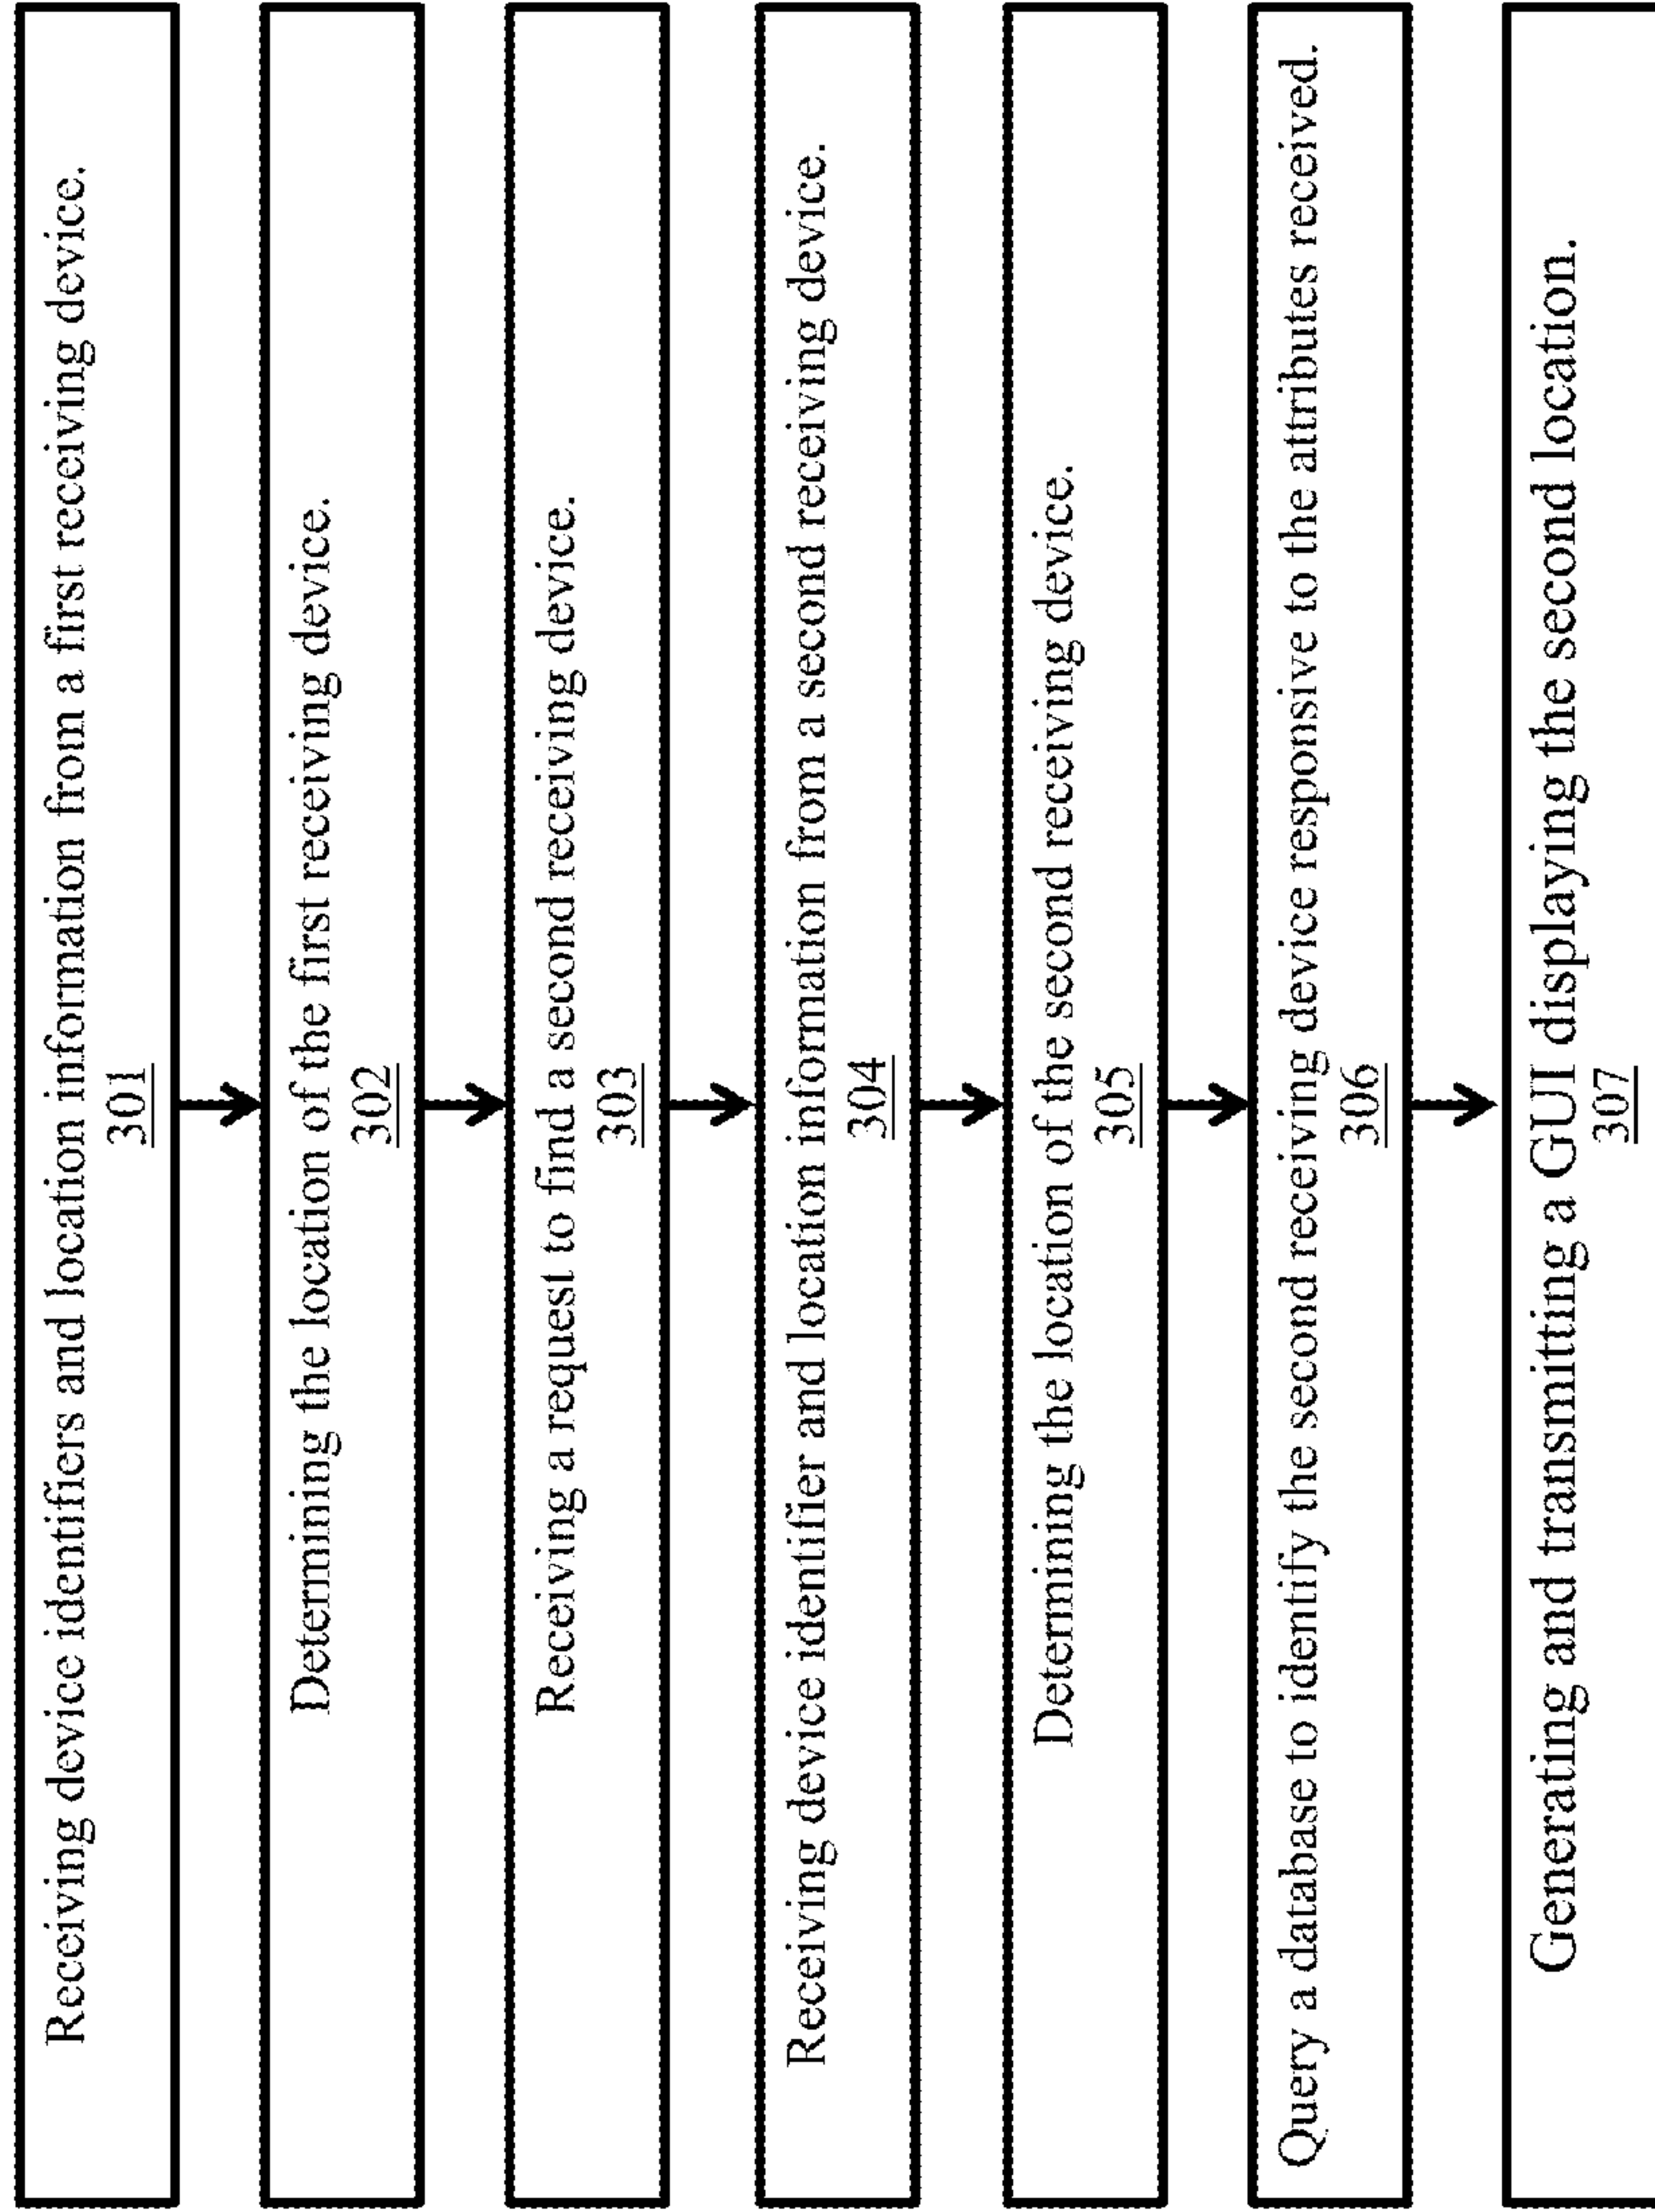 Receiving device identifiers and location information from a first receiving device.
301
Determining the location of the first receiving device.
302
Receiving a request to find a second receiving device.
303
Receiving device identifier and location information from a second receiving device.
304
Determining the location of the second receiving device.
305
Query a database to identify the second receiving device responsive to the attributes received.
306
Generating and transmitting a GUI displaying the second location.
307